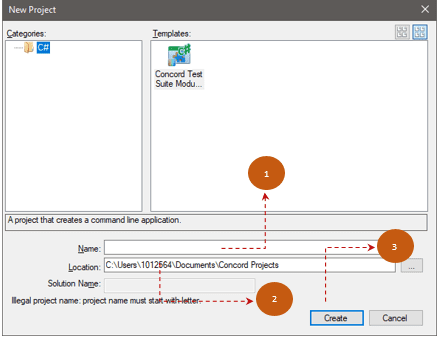 New Project
Categories:
Templates:
C#
Concord Test
Suite Modu...
1
A project that creates a command line application.
3
Name:
Location: C:\Users\1012564\Documents\Concord Projects ...
Solution Name:
2
Illegal project name: project name must start with letter.
Create Cancel